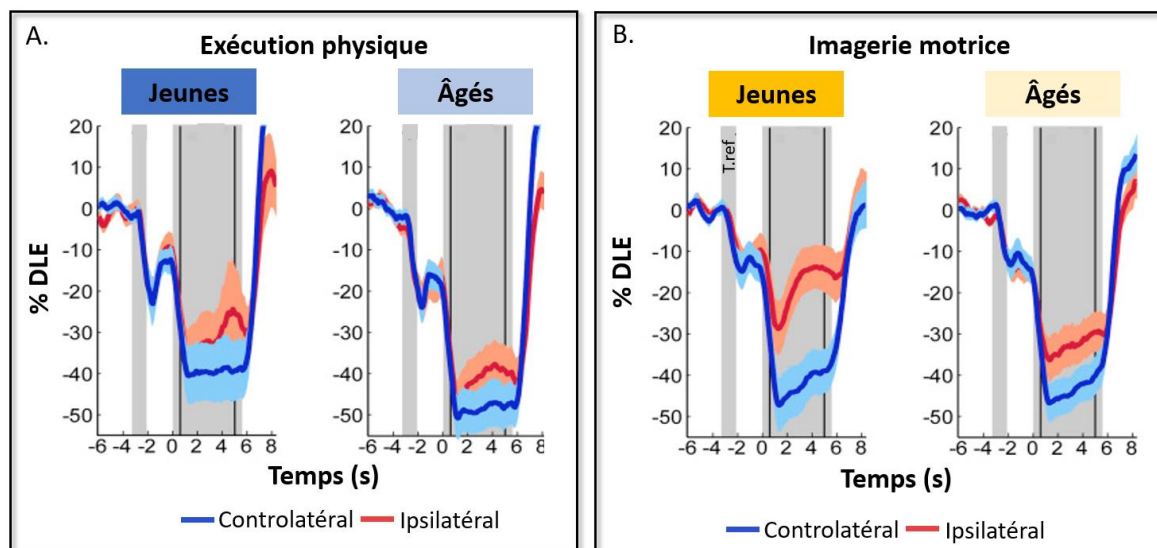 A.
Exécution physique
Jeunes
Âgés
20
10
0
-10
-20
-30
-40
-50
% DLE
-6 -4 -2 0 2 4 6 8
20
10
0
-10
-20
-30
-40
-50
-6 -4 -2 0 2 4 6 8
Temps (s)
Controlatéral
Ipsilatéral
B.
Imagerie motrice
Jeunes
Âgés
T.ref
20
10
0
-10
-20
-30
-40
-50
% DLE
-6 -4 -2 0 2 4 6 8
20
10
0
-10
-20
-30
-40
-50
-6 -4 -2 0 2 4 6 8
Temps (s)
Controlatéral
Ipsilatéral